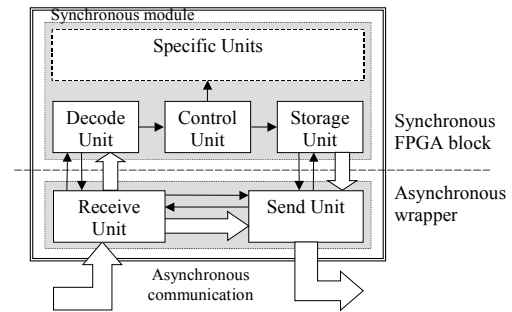 Synchronous module
Specific Units
Decode
Unit
Control
Unit
Storage
Unit
Synchronous
FPGA block
Asynchronous
wrapper
Receive
Unit
Send Unit
Asynchronous
communication